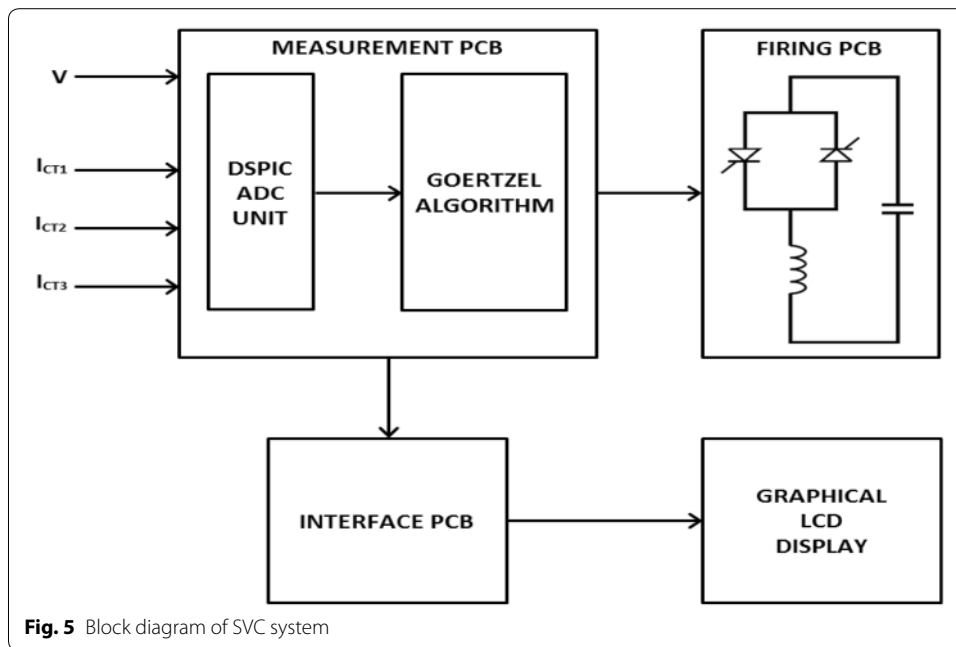 MEASUREMENT PCB
V
ICT1
ICT2
ICT3
DSPIC
ADC
UNIT
GOERTZEL
ALGORITHM
FIRING PCB
INTERFACE PCB
GRAPHICAL
LCD
DISPLAY
Fig. 5 Block diagram of SVC system